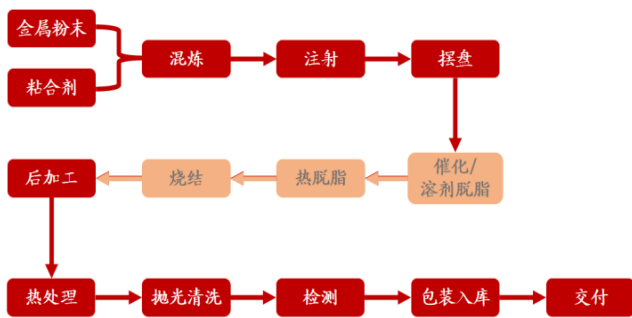 金属粉末
粘合剂
混炼
注射
摆盘
催化/
溶剂脱脂
热脱脂
烧结
后加工
热处理
抛光清洗
检测
包装入库
交付